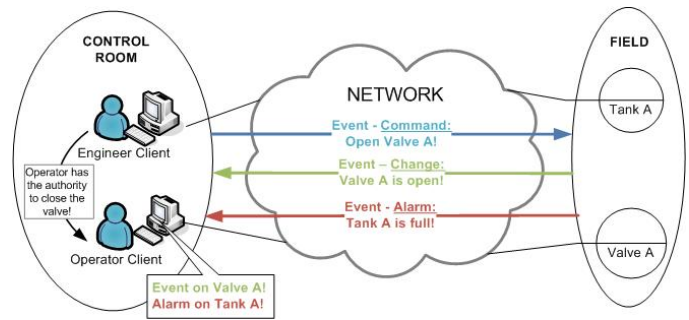 CONTROL
ROOM
Engineer Client
Operator has
the authority
to close the
valve!
Operator Client
Event on Valve A!
Alarm on Tank A!
NETWORK
Event - Command:
Open Valve A!
Event – Change:
Valve A is open!
Event - Alarm:
Tank A is full!
FIELD
Tank A
Valve A